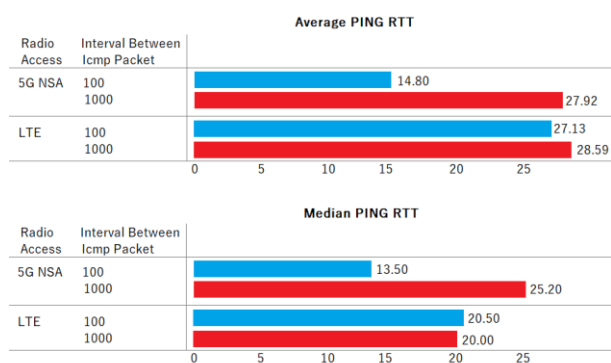 Average PING RTT
Radio Access Interval Between Icmp Packet
5G NSA 100 14.80
1000 27.92
LTE 100 27.13
1000 28.59
0 5 10 15 20 25
Median PING RTT
Radio Access Interval Between Icmp Packet
5G NSA 100 13.50
1000 25.20
LTE 100 20.50
1000 20.00
0 5 10 15 20 25